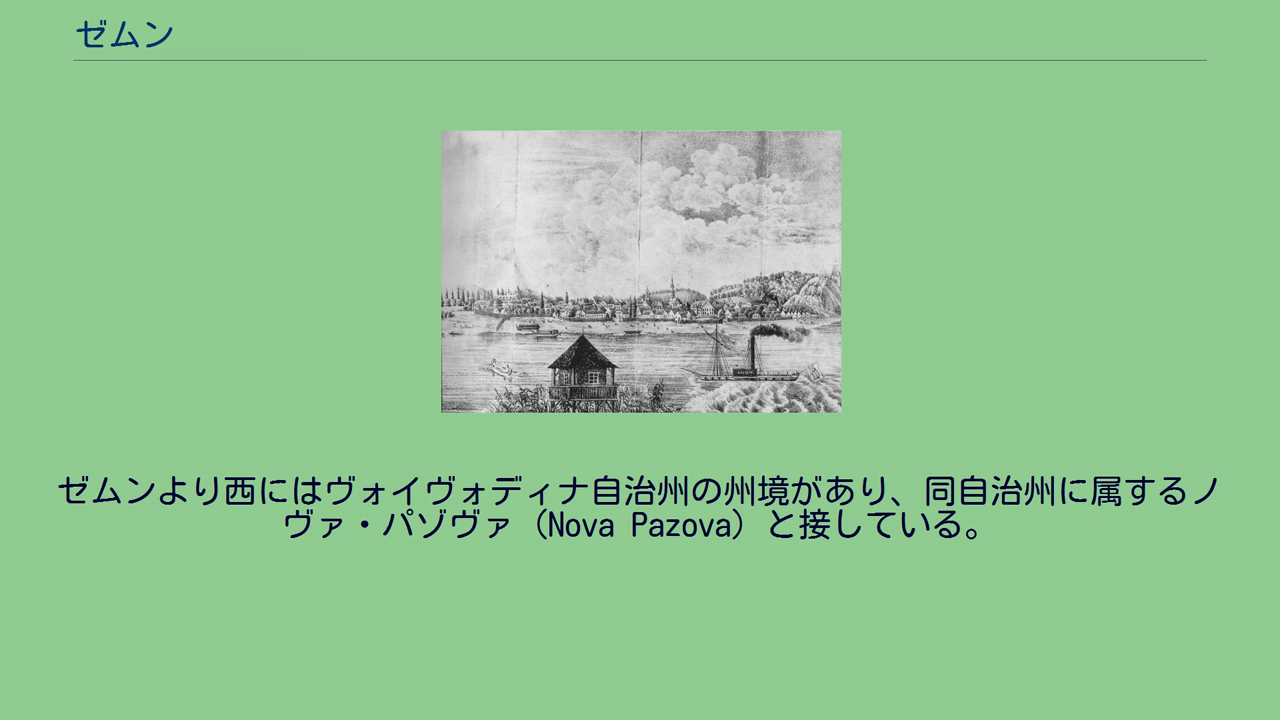 ゼムン
ゼムンより西にはヴォイヴォディナ自治州の州境があり、同自治州に属するノ
ヴァ・パゾヴァ（Nova Pazova）と接している。